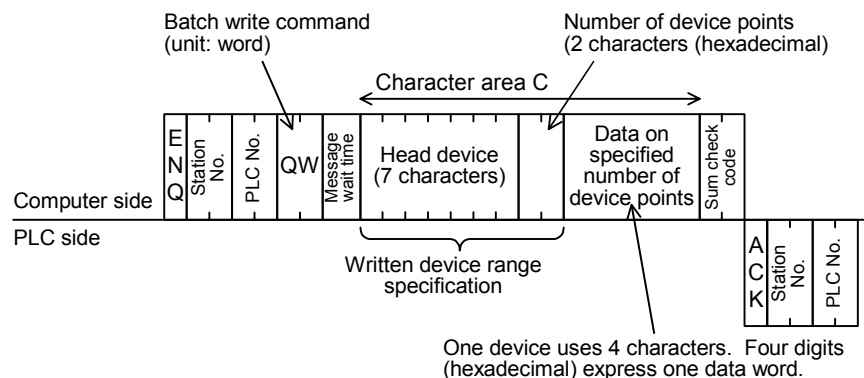 Batch write command
(unit: word)
Number of device points
(2 characters (hexadecimal)
Character area C
ENQ
Station No.
PLC No.
QW
Message wait time
Head device
(7 characters)
Data on
specified
number of
device points
Sum check
code
Computer side
PLC side
Written device range
specification
ACK
Station No.
PLC No.
One device uses 4 characters. Four digits
(hexadecimal) express one data word.